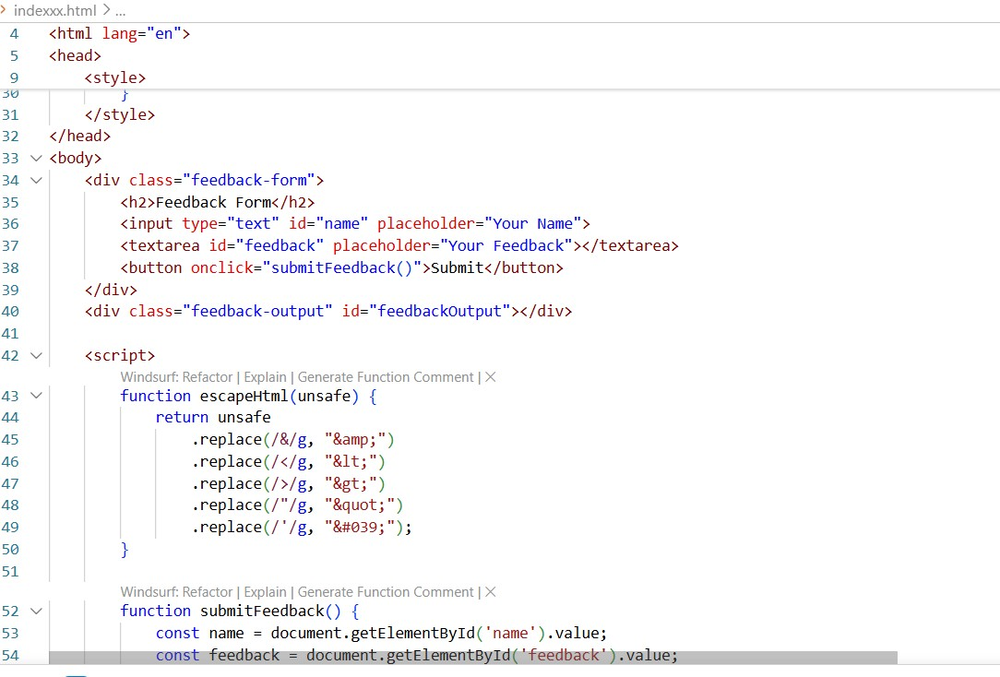 indexxx.html > ...
4 <html lang="en">
5 <head>
9 <style>
30 }
31 </style>
32 </head>
33 <body>
34 <div class="feedback-form">
35 <h2>Feedback Form</h2>
36 <input type="text" id="name" placeholder="Your Name">
37 <textarea id="feedback" placeholder="Your Feedback"></textarea>
38 <button onclick="submitFeedback()">Submit</button>
39 </div>
40 <div class="feedback-output" id="feedbackOutput"></div>
41
42 <script>
Windsurf: Refactor | Explain | Generate Function Comment | ×
43 function escapeHtml(unsafe) {
44 return unsafe
45 .replace(/&/g, "&amp;")
46 .replace(/</g, "&lt;")
47 .replace(/>/g, "&gt;")
48 .replace(/"/g, "&quot;")
49 .replace(/'/g, "&#039;");
50 }
51
Windsurf: Refactor | Explain | Generate Function Comment | ×
52 function submitFeedback() {
53 const name = document.getElementById('name').value;
54 const feedback = document.getElementById('feedback').value;